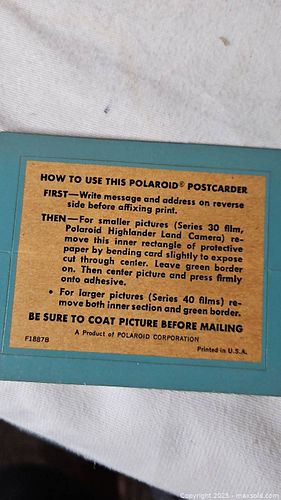 HOW TO USE THIS POLAROID® POSTCARDER
FIRST—Write message and address on reverse
side before affixing print.
THEN—For smaller pictures (Series 30 film,
Polaroid Highlander Land Camera) re-
move this inner rectangle of protective
paper by bending card slightly to expose
cut through center. Leave green border
on. Then center picture and press firmly
onto adhesive.
• For larger pictures (Series 40 films) re-
move both inner section and green border.
BE SURE TO COAT PICTURE BEFORE MAILING
A Product of POLAROID CORPORATION
F1887B
Printed in U.S.A.
Copyright 2025 - maxsold.com